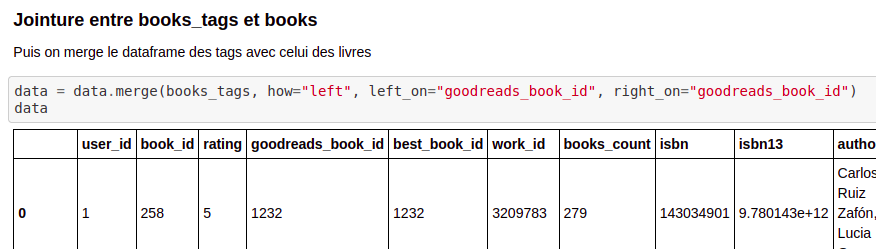 Jointure entre books_tags et books
Puis on merge le dataframe des tags avec celui des livres
data = data.merge(books_tags, how="left", left_on="goodreads_book_id", right_on="goodreads_book_id")
data
user_id book_id rating goodreads_book_id best_book_id work_id books_count isbn isbn13 autho
Carlos
Ruiz
0 1 258 5 1232 1232 3209783 279 143034901 9.780143e+12 Zafón,
Lucia